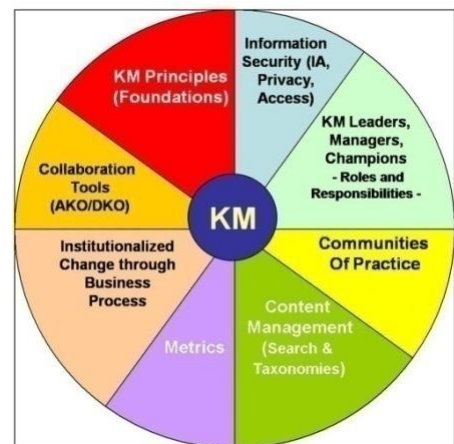 KM Principles
(Foundations)
Information
Security (IA,
Privacy,
Access)
KM Leaders,
Managers,
Champions
- Roles and
Responsibilities -
Communities
Of Practice
Content
Management
(Search &
Taxonomies)
Metrics
Institutionalized
Change through
Business
Process
Collaboration
Tools
(AKO/DKO)
KM